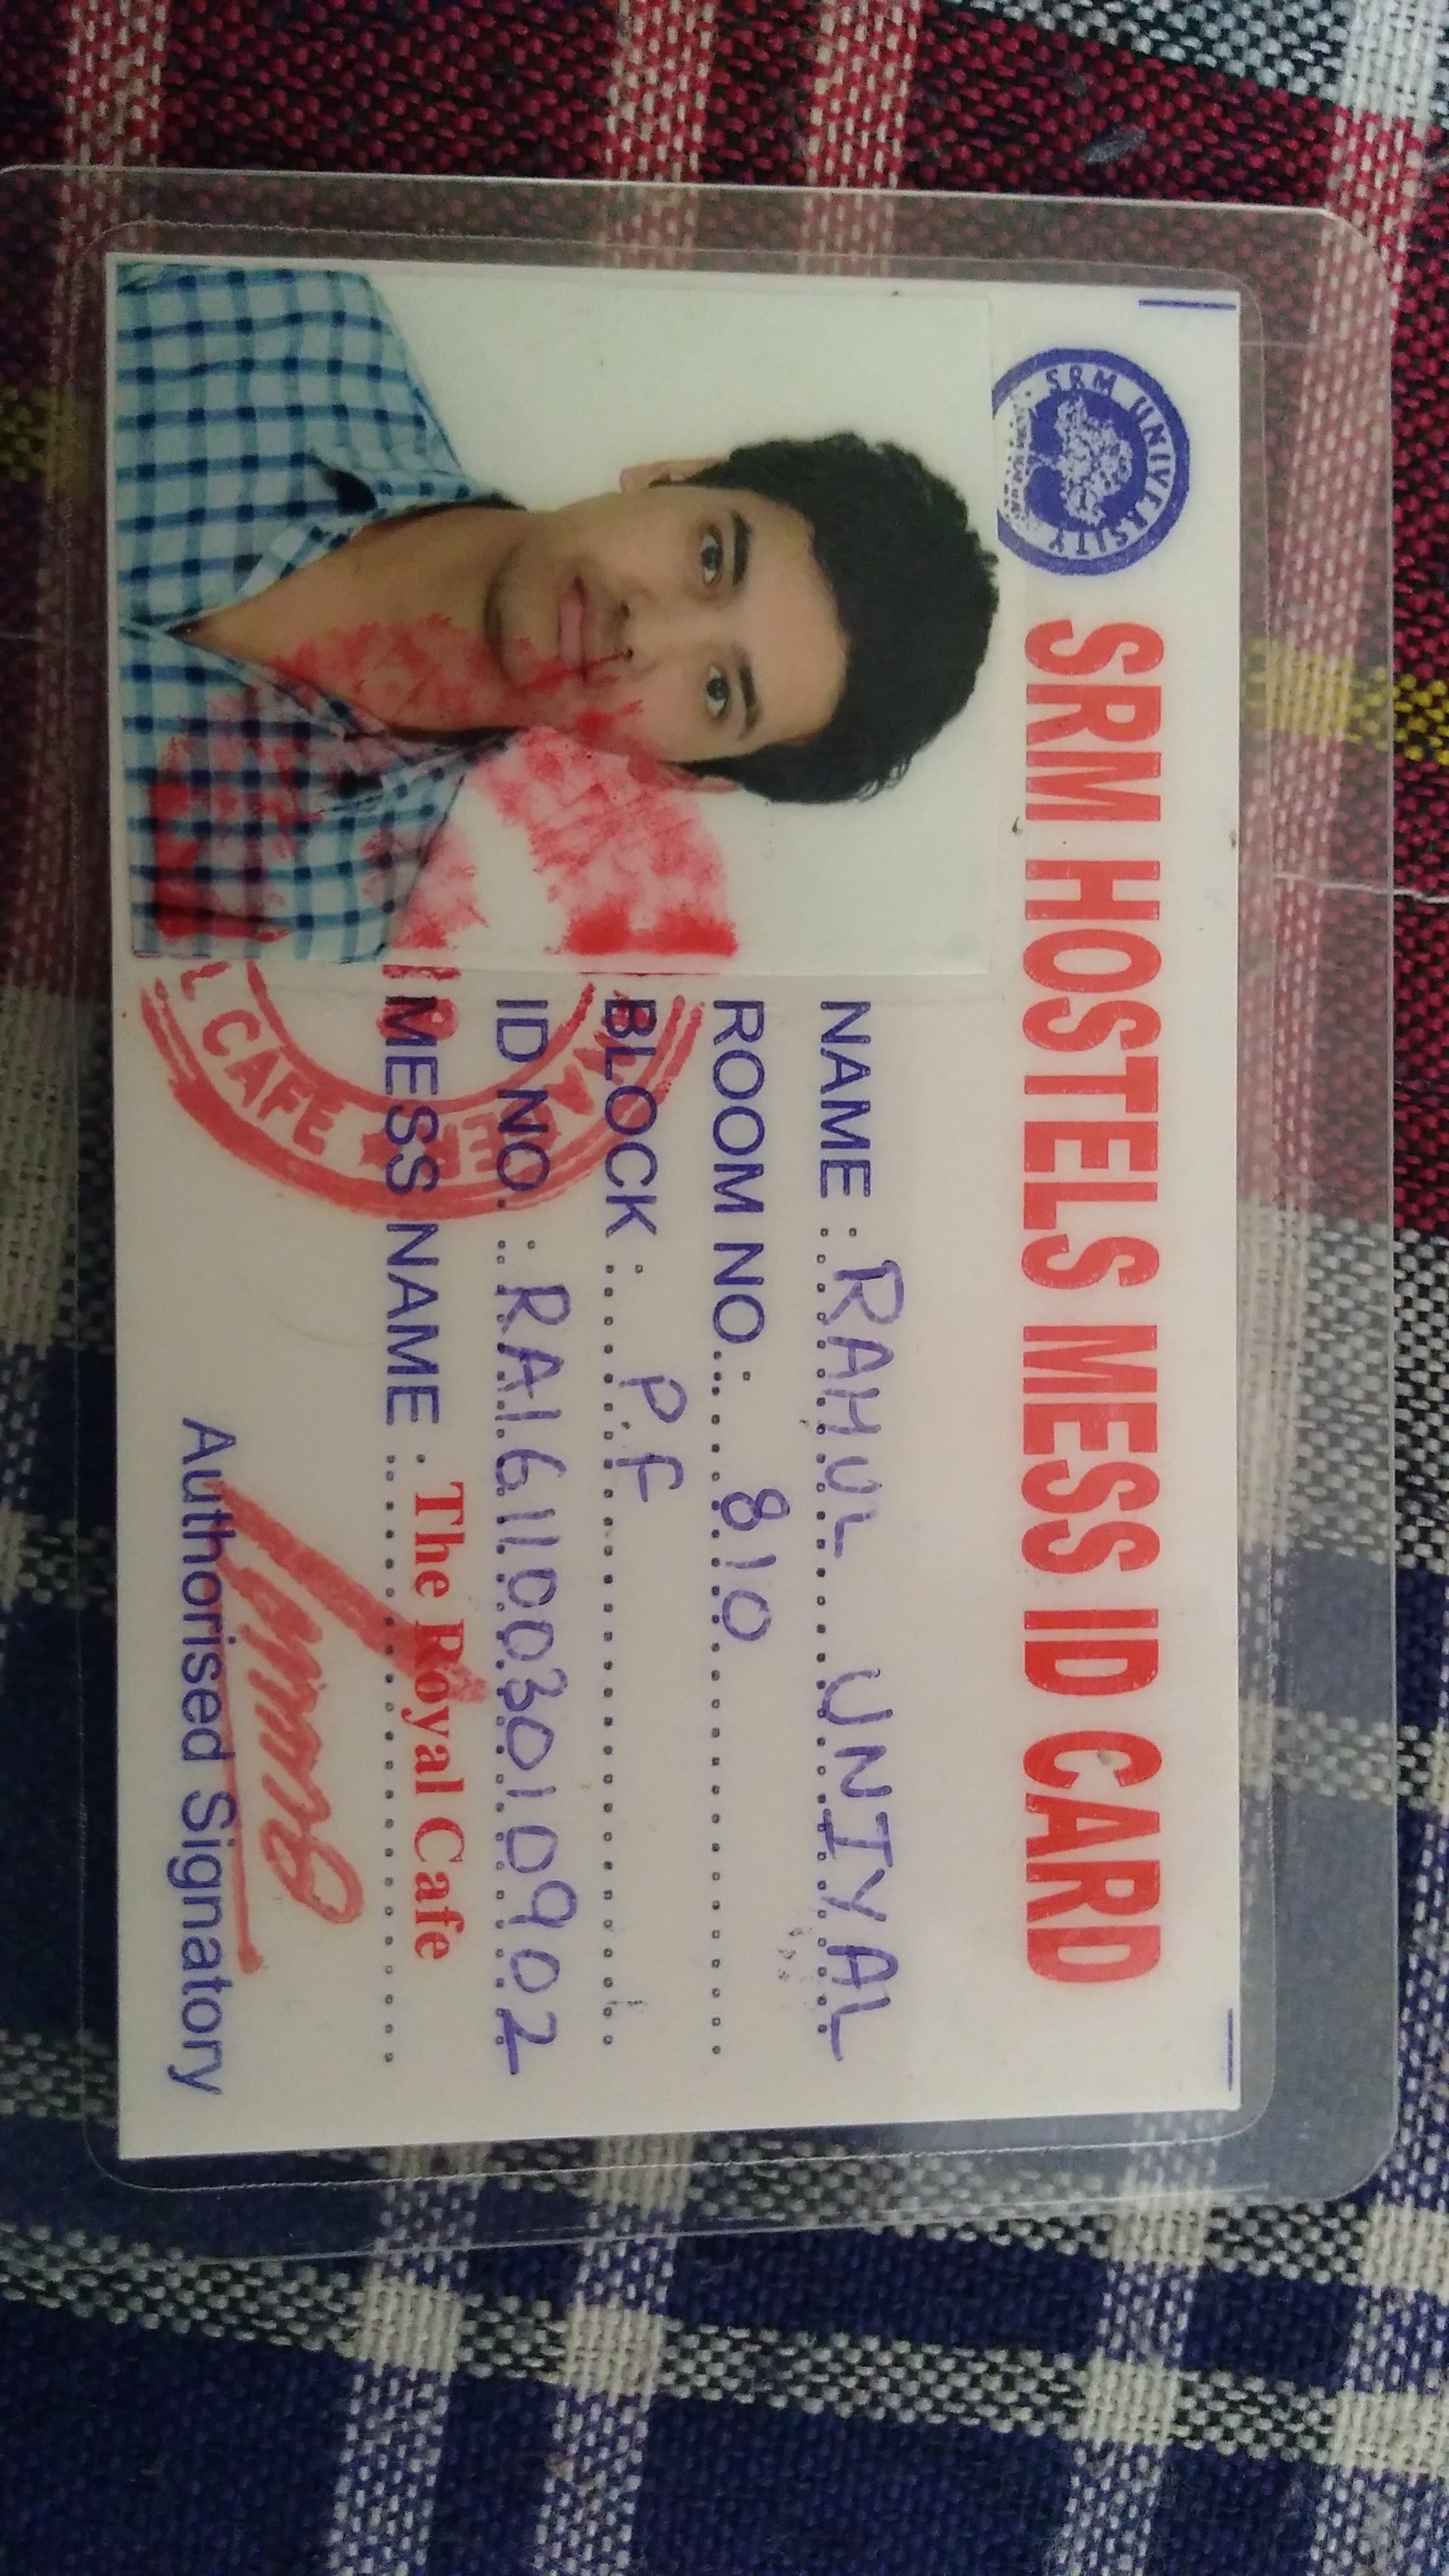 SRM UNIVERSITY
SRM HOSTELS MESS ID CARD
NAME : RAHUL UNIYAL
ROOM NO.: 810
BLOCK : P.F
ID NO. : RA1611003010902
MESS NAME : The Royal Cafe
MANAGER
L CAFE
Authorised Signatory